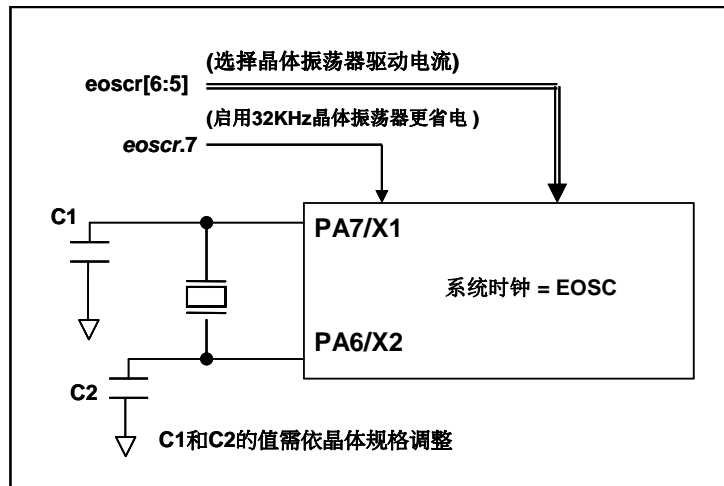 (选择晶体振荡器驱动电流)
eoscr[6:5]
(启用32KHz晶体振荡器更省电 )
eoscr.7
C1
PA7/X1
系统时钟 = EOSC
PA6/X2
C2
C1和C2的值需依晶体规格调整